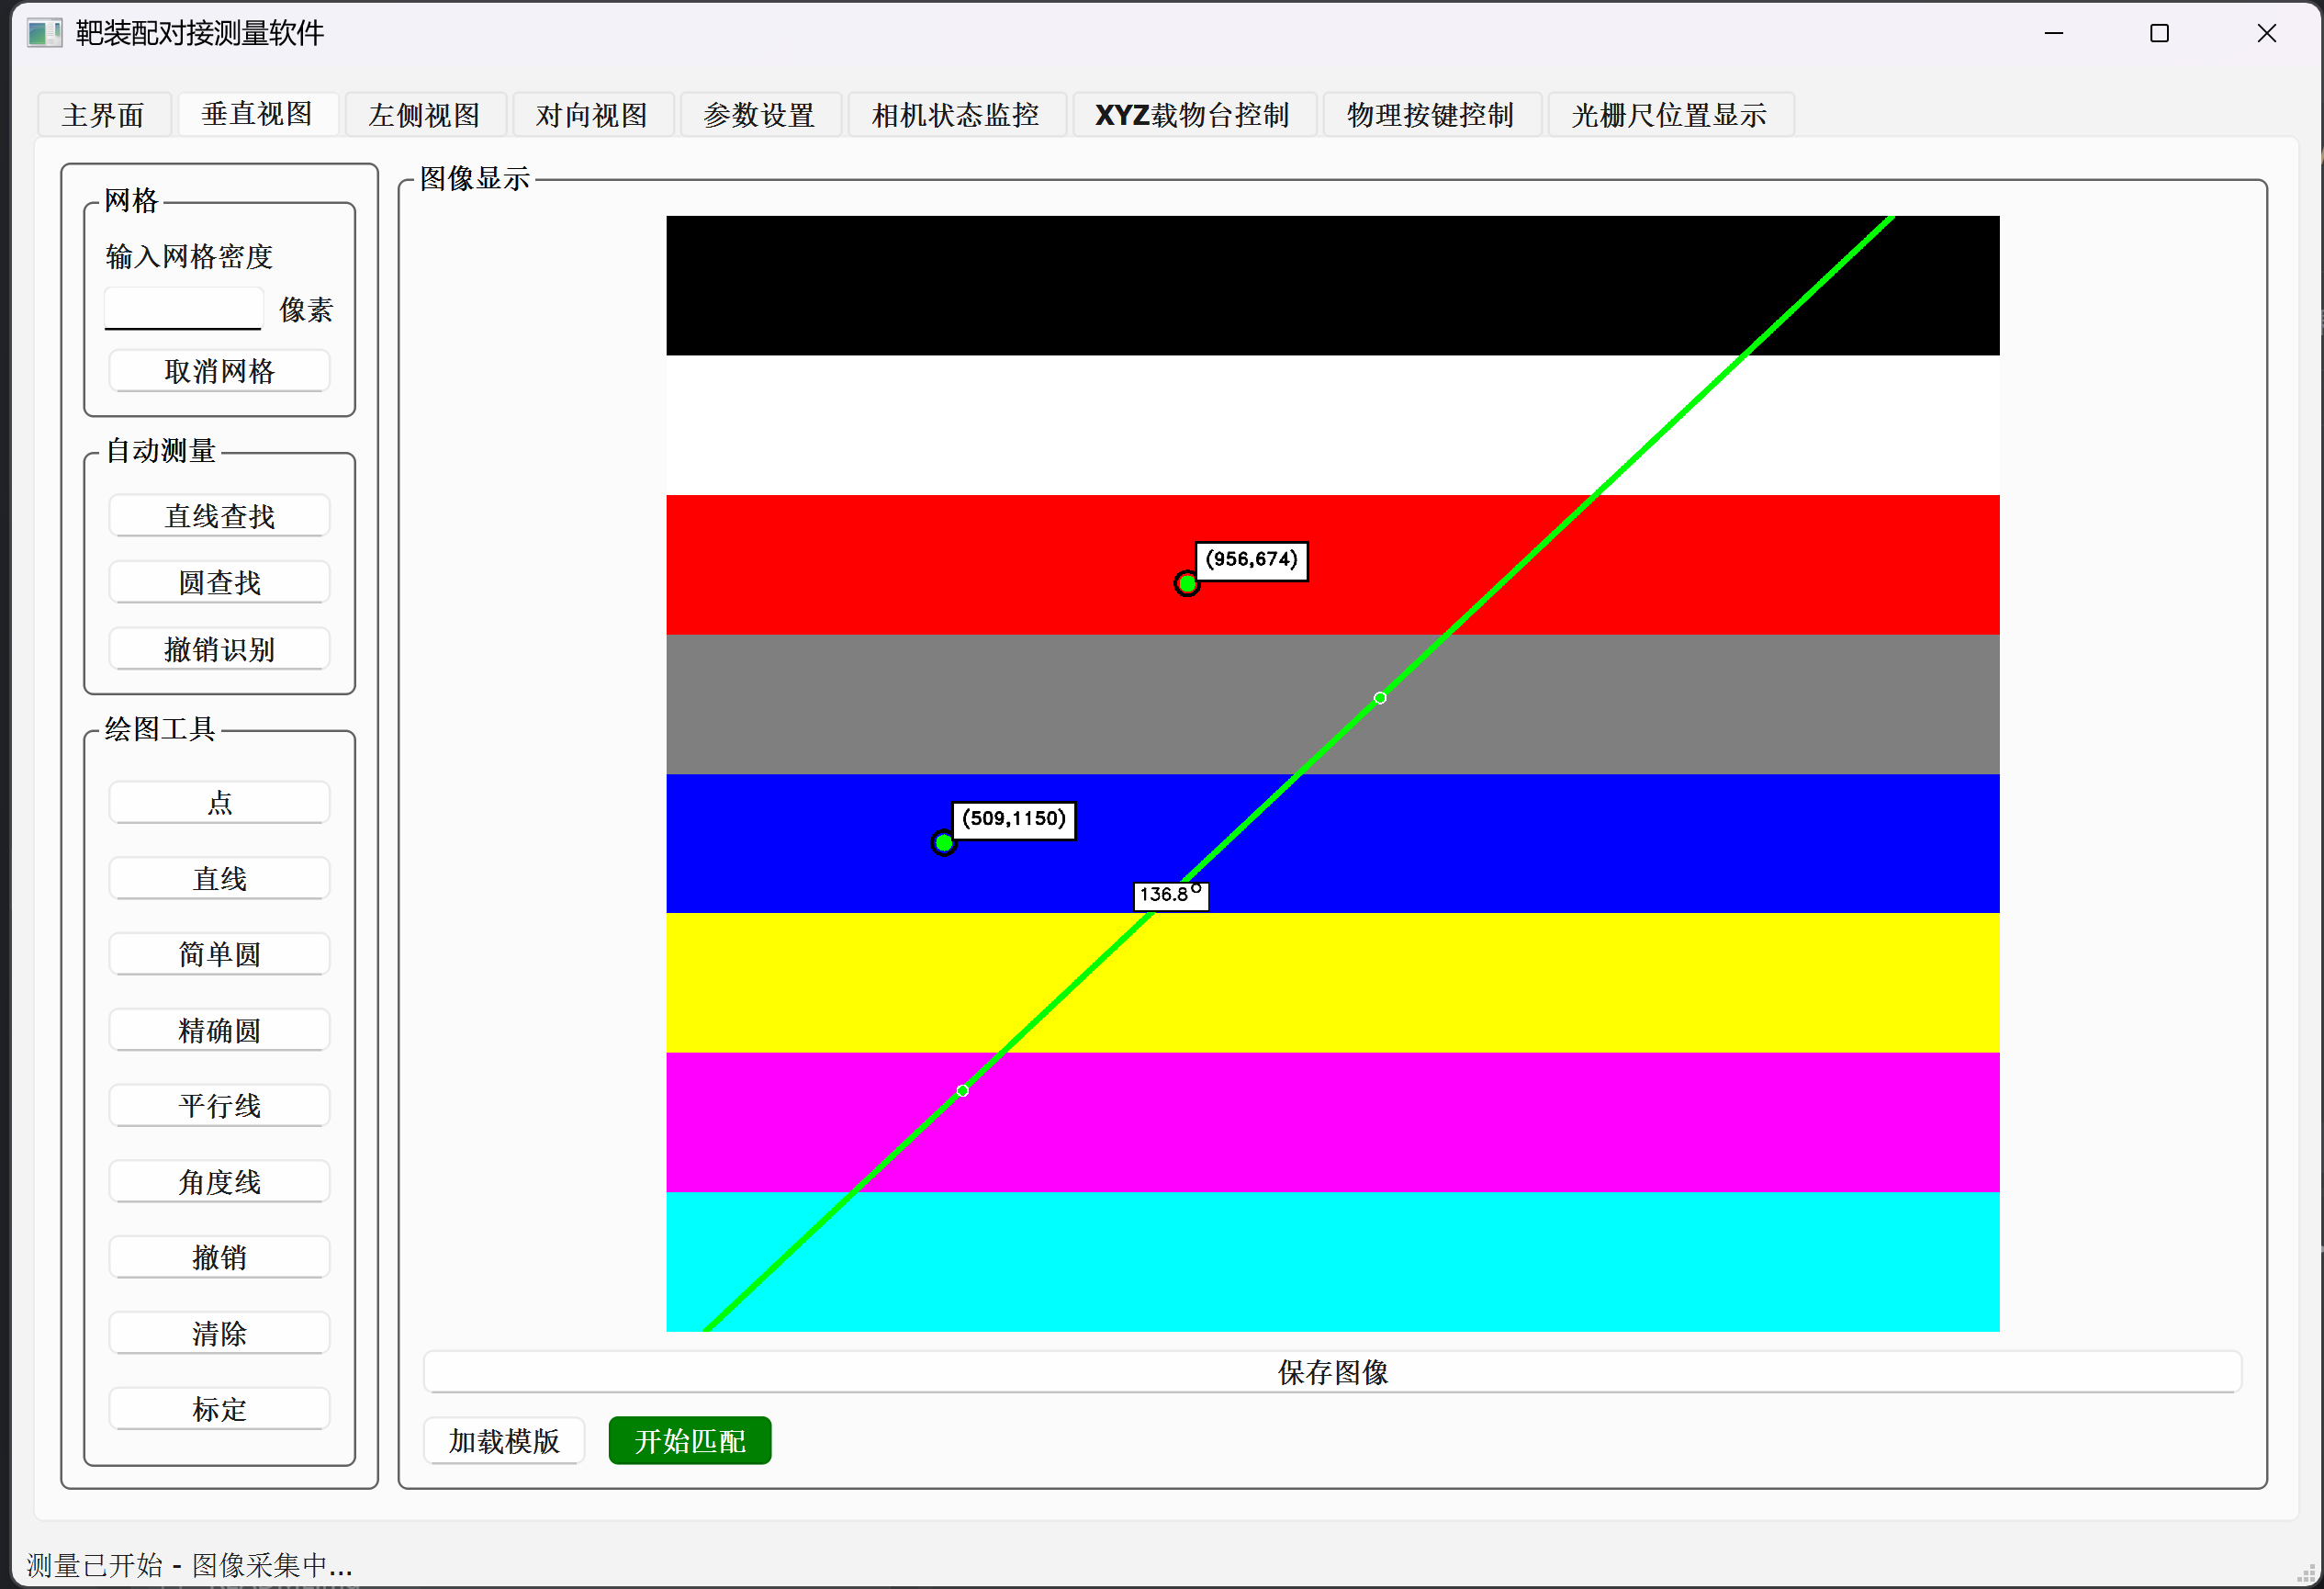 靶装配对接测量软件
主界面 垂直视图 左侧视图 对向视图 参数设置 相机状态监控 XYZ载物台控制 物理按键控制 光栅尺位置显示
网格
输入网格密度
像素
取消网格
自动测量
直线查找
圆查找
撤销识别
绘图工具
点
直线
简单圆
精确圆
平行线
角度线
撤销
清除
标定
图像显示
(956,674)
(509,1150)
136.8°
保存图像
加载模版 开始匹配
测量已开始 - 图像采集中...